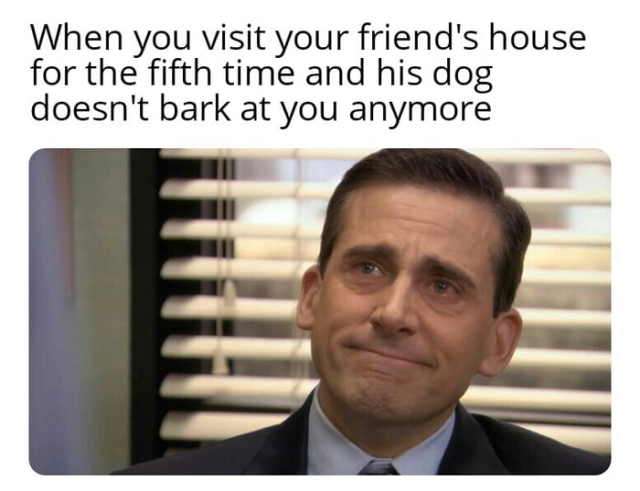 When you visit your friend's house
for the fifth time and his dog
doesn't bark at you anymore